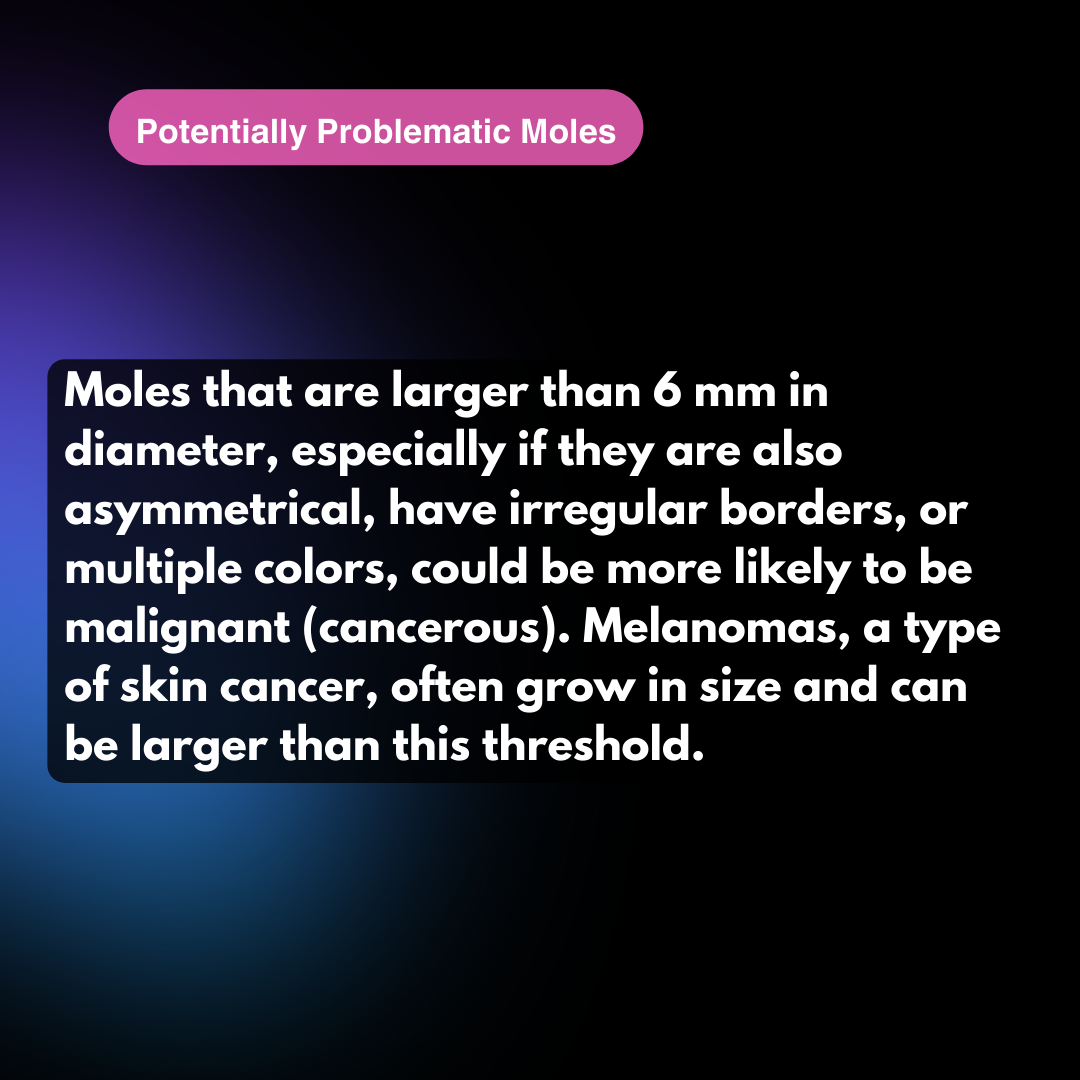 Potentially Problematic Moles
Moles that are larger than 6 mm in
diameter, especially if they are also
asymmetrical, have irregular borders, or
multiple colors, could be more likely to be
malignant (cancerous). Melanomas, a type
of skin cancer, often grow in size and can
be larger than this threshold.